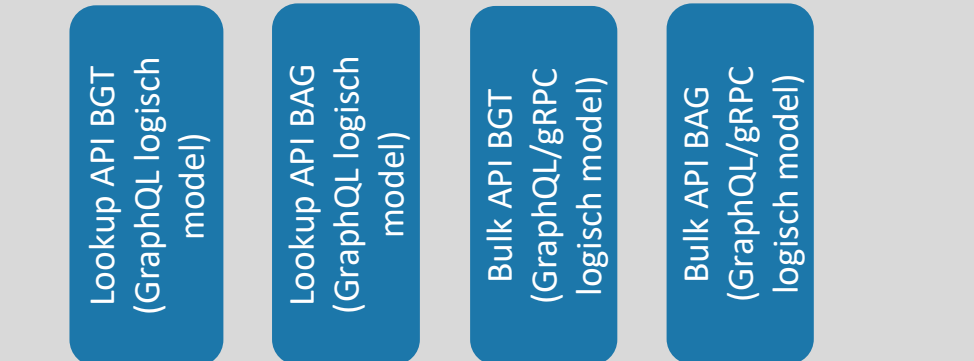 Lookup API BGT
(GraphQL logisch
model)
Lookup API BAG
(GraphQL logisch
model)
Bulk API BGT
(GraphQL/gRPC
logisch model)
Bulk API BAG
(GraphQL/gRPC
logisch model)